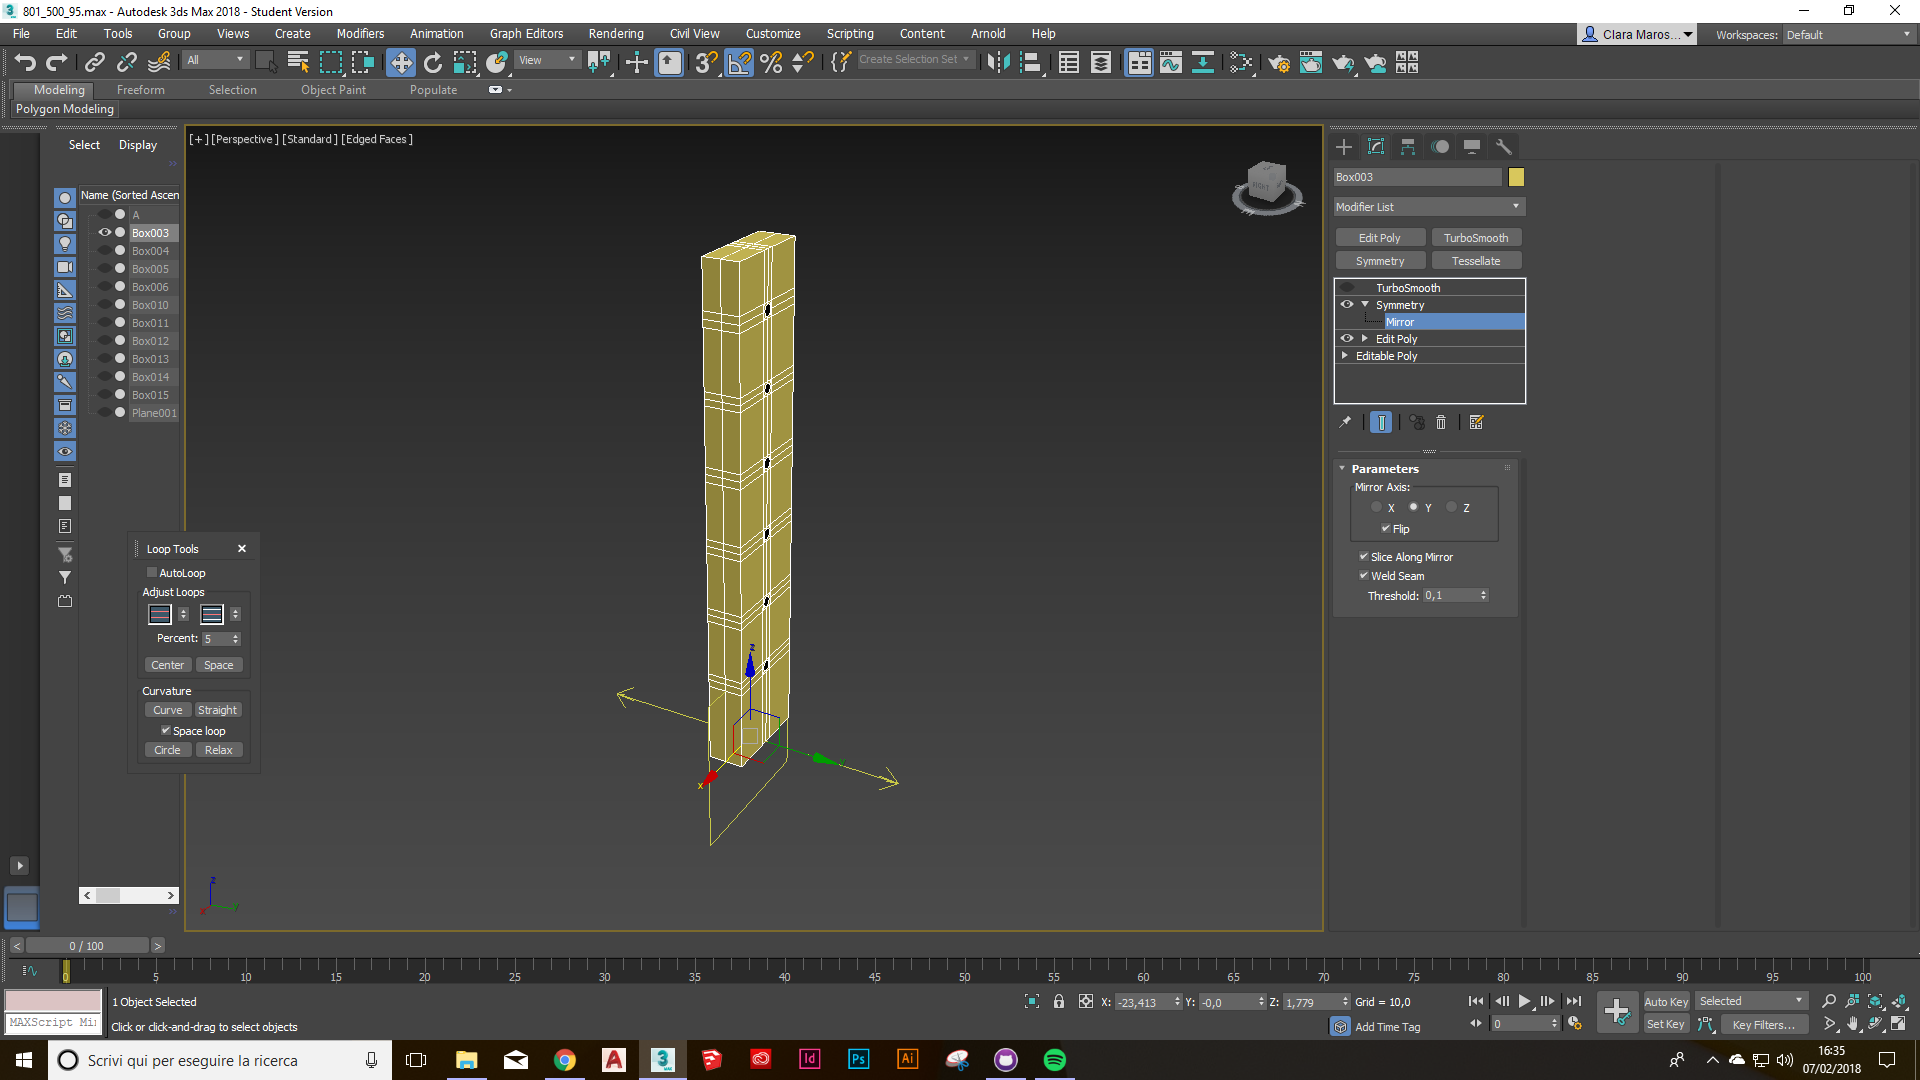 801_500_95.max - Autodesk 3ds Max 2018 - Student Version
File Edit Tools Group Views Create Modifiers Animation Graph Editors Rendering Civil View Customize Scripting Content Arnold Help
Clara Maros...
Workspaces: Default
All
View
Create Selection Set
Modeling Freeform Selection Object Paint Populate
Polygon Modeling
Select Display
[+] [Perspective] [Standard] [Edged Faces]
Name (Sorted Ascen
A
Box003
Box004
Box005
Box006
Box010
Box011
Box012
Box013
Box014
Box015
Plane001
Loop Tools
AutoLoop
Adjust Loops
Percent: 5
Center Space
Curvature
Curve Straight
Space loop
Circle Relax
RIGHT
z
x
y
z
x
y
Box003
Modifier List
Edit Poly TurboSmooth
Symmetry Tessellate
TurboSmooth
Symmetry
Mirror
Edit Poly
Editable Poly
Parameters
Mirror Axis:
X Y Z
Flip
Slice Along Mirror
Weld Seam
Threshold: 0,1
< 0 / 100 >
0 5 10 15 20 25 30 35 40 45 50 55 60 65 70 75 80 85 90 95 100
1 Object Selected
MAXScript Mi
Click or click-and-drag to select objects
X: -23,413 Y: -0,0 Z: 1,779 Grid = 10,0
Add Time Tag
0
Auto Key Selected
Set Key Key Filters...
Scrivi qui per eseguire la ricerca
A
3
MAX
Id
Ps
Ai
16:35
07/02/2018